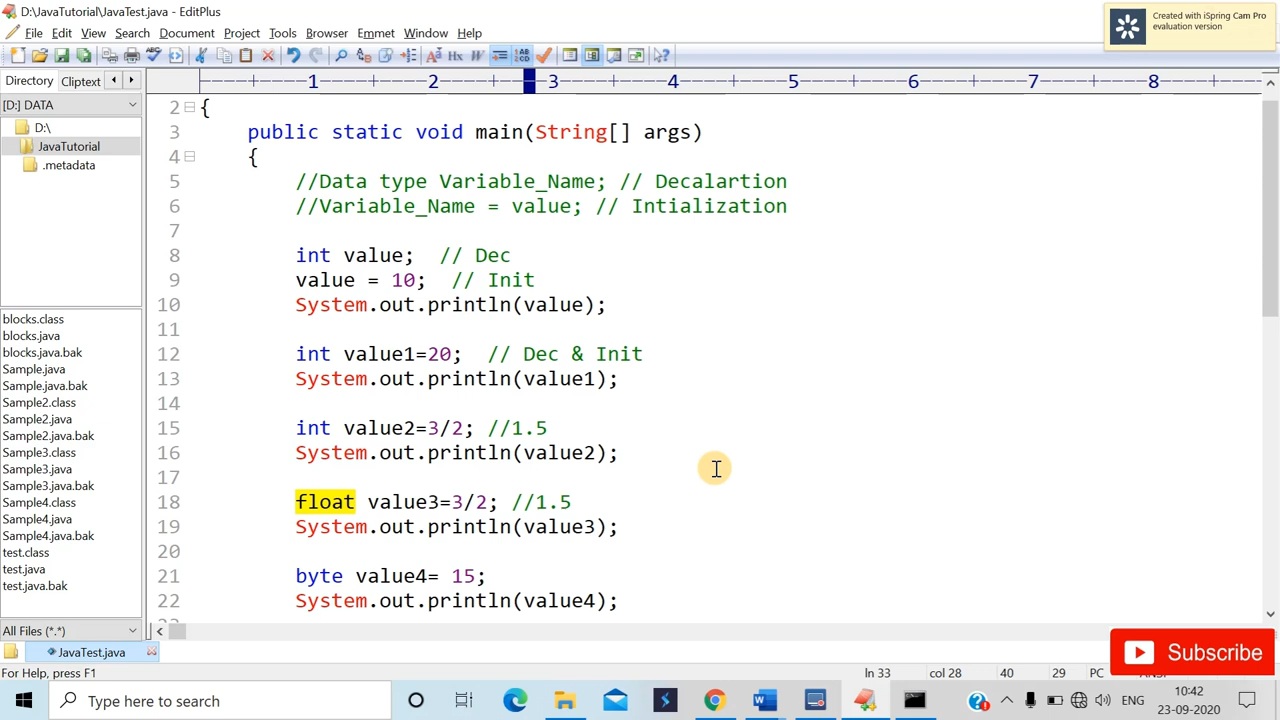 D:\JavaTutorial\JavaTest.java - EditPlus
Created with iSpring Cam Pro
evaluation version
File Edit View Search Document Project Tools Browser Emmet Window Help
Directory Cliptext
1 2 3 4 5 6 7 8
[D:] DATA
D:\
JavaTutorial
.metadata
blocks.class
blocks.java
blocks.java.bak
Sample.java
Sample.java.bak
Sample2.class
Sample2.java
Sample2.java.bak
Sample3.class
Sample3.java
Sample3.java.bak
Sample4.class
Sample4.java
Sample4.java.bak
test.class
test.java
test.java.bak
All Files (*.*)
2 {
3 public static void main(String[] args)
4 {
5 //Data type Variable_Name; // Decalartion
6 //Variable_Name = value; // Intialization
7
8 int value; // Dec
9 value = 10; // Init
10 System.out.println(value);
11
12 int value1=20; // Dec & Init
13 System.out.println(value1);
14
15 int value2=3/2; //1.5
16 System.out.println(value2);
17
18 float value3=3/2; //1.5
19 System.out.println(value3);
20
21 byte value4= 15;
22 System.out.println(value4);
JavaTest.java
Subscribe
For Help, press F1
ln 33 col 28 40 29 PC
Type here to search
ENG
10:42
23-09-2020